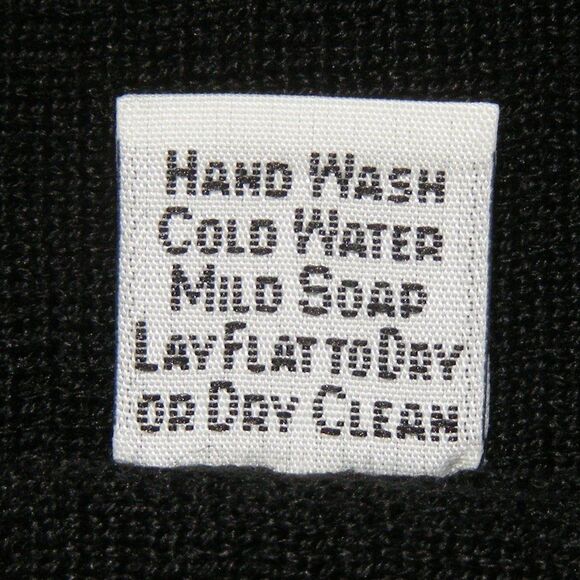 Hand Wash
Cold Water
Mild Soap
Lay Flat to Dry
or Dry Clean